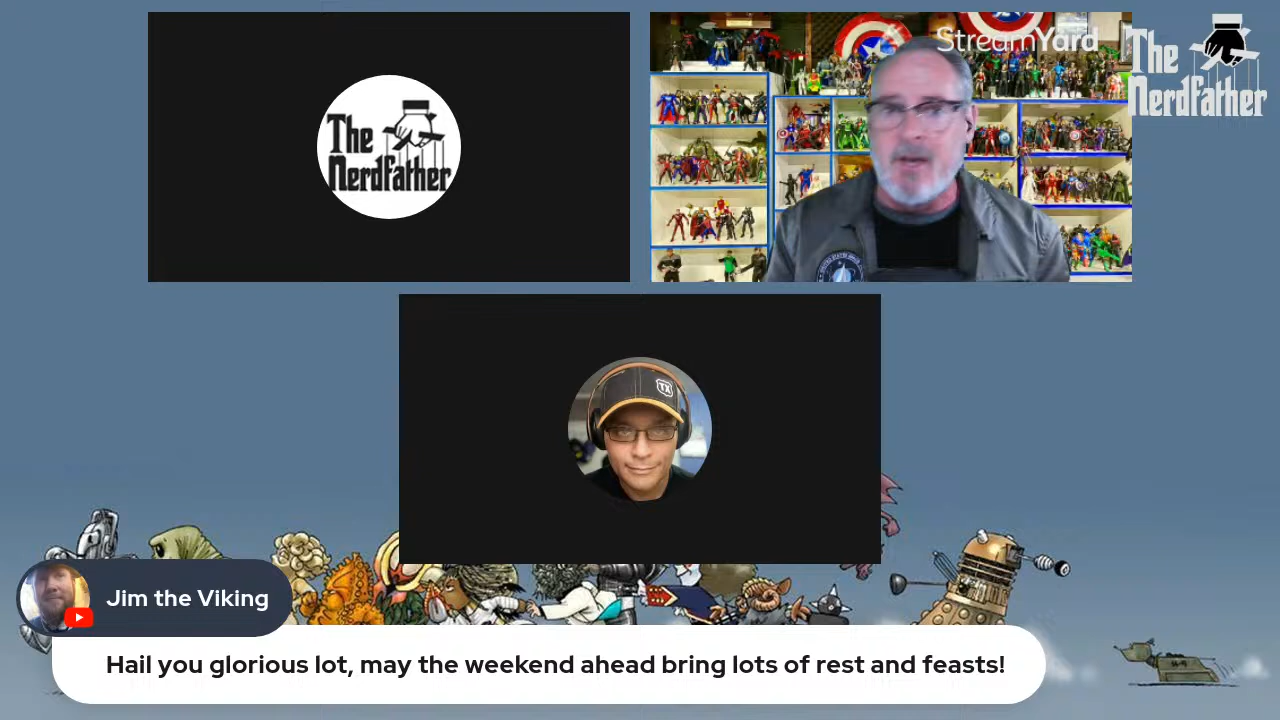 The
Nerdfather
StreamYard
The
Nerdfather
TX
Jim the Viking
Hail you glorious lot, may the weekend ahead bring lots of rest and feasts!